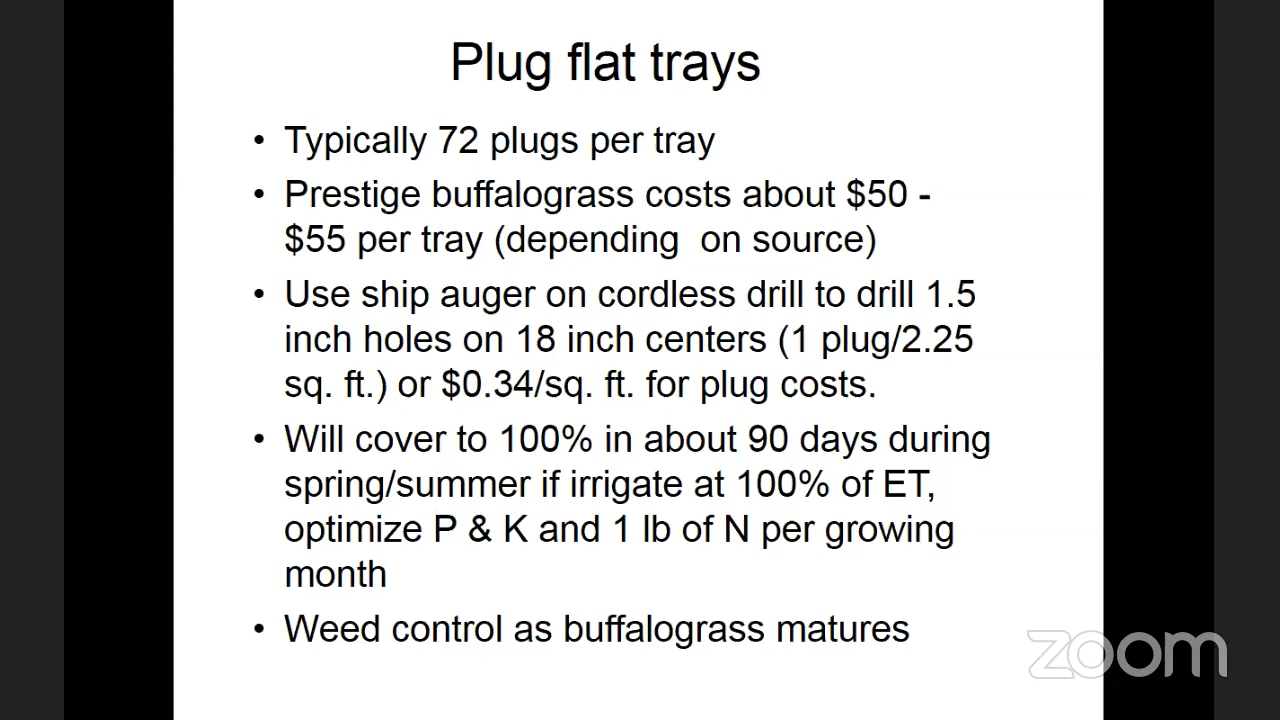 Plug flat trays
• Typically 72 plugs per tray
• Prestige buffalograss costs about $50 -
$55 per tray (depending  on source)
• Use ship auger on cordless drill to drill 1.5
inch holes on 18 inch centers (1 plug/2.25
sq. ft.) or $0.34/sq. ft. for plug costs.
• Will cover to 100% in about 90 days during
spring/summer if irrigate at 100% of ET,
optimize P & K and 1 lb of N per growing
month
• Weed control as buffalograss matures
zoom